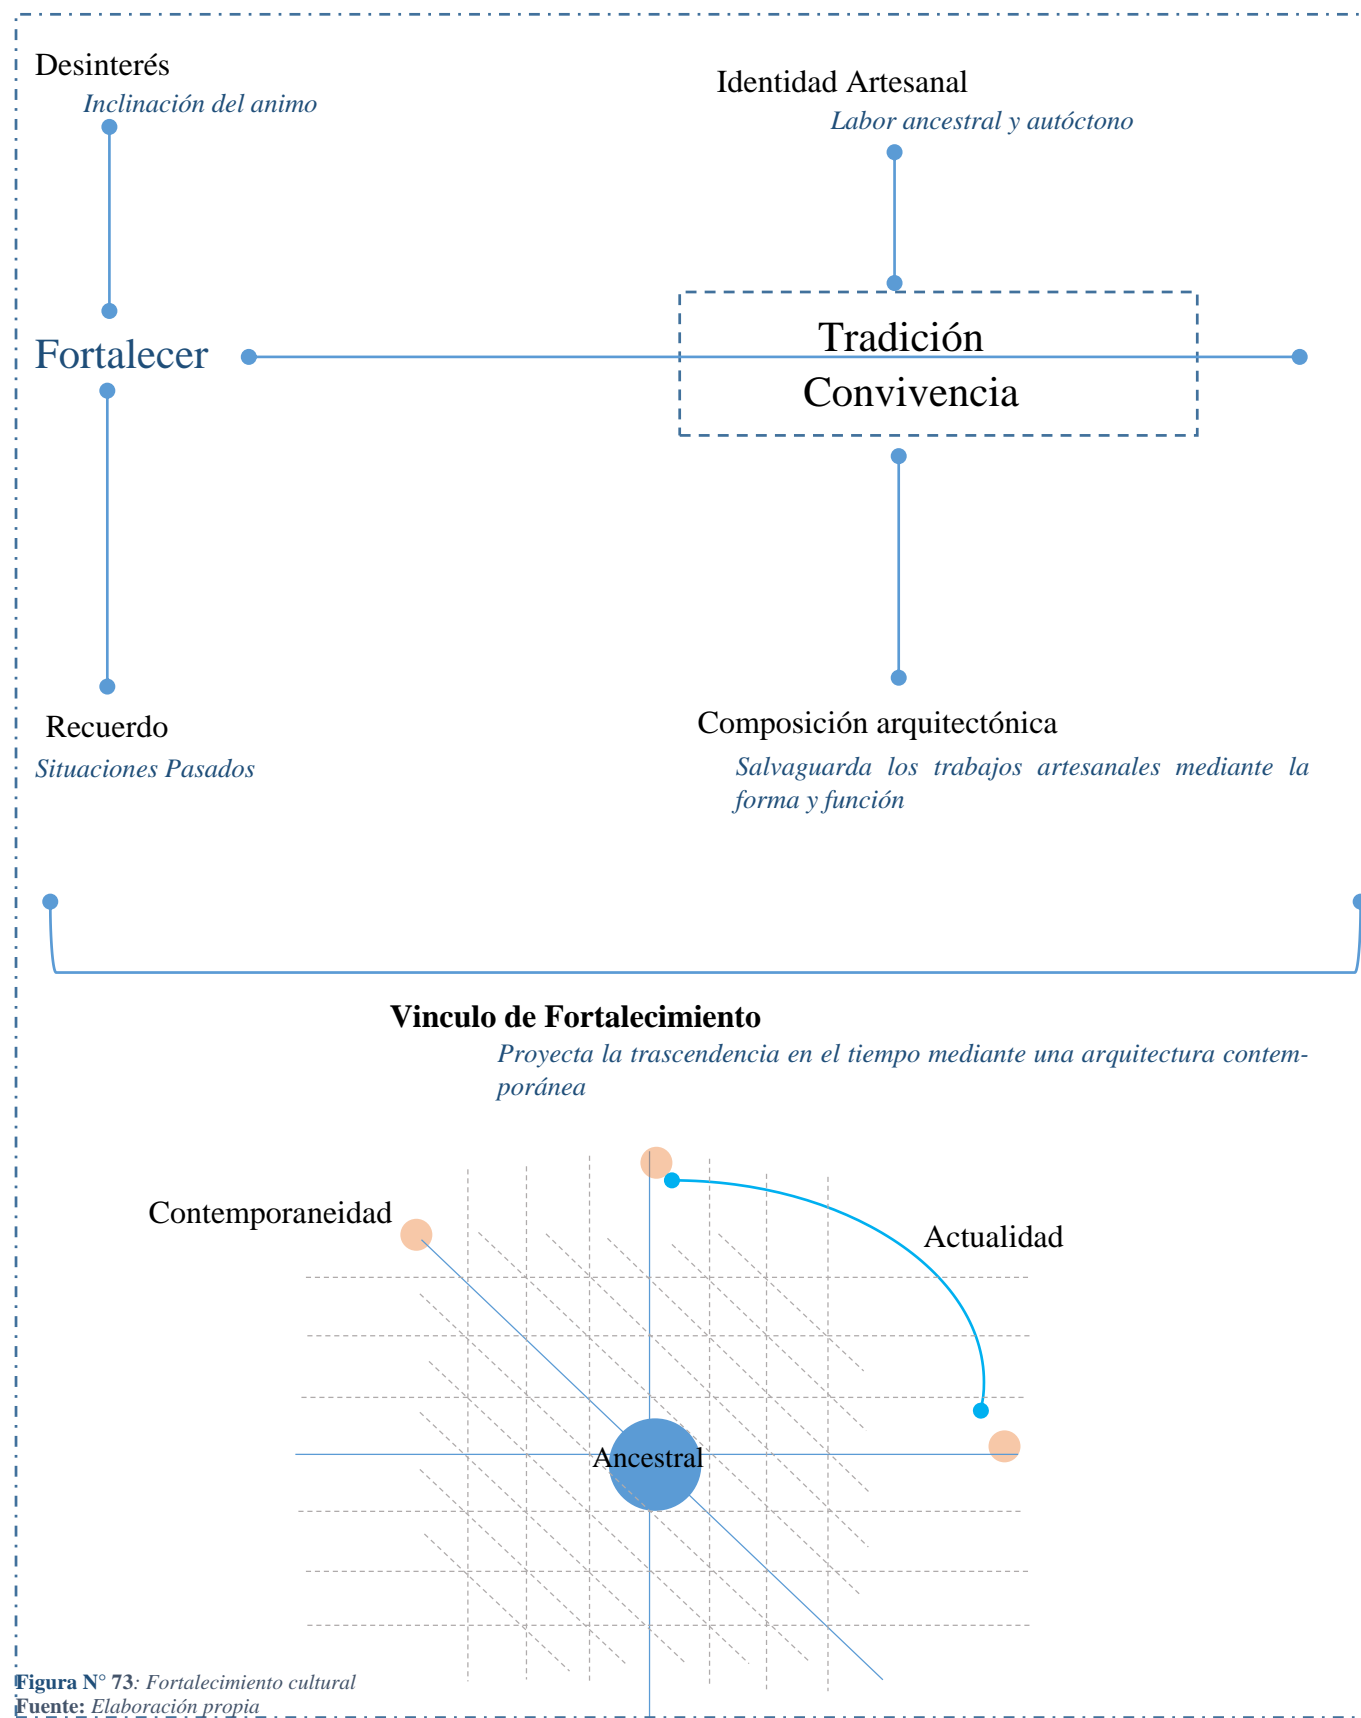 Desinterés
Inclinación del animo
Identidad Artesanal
Labor ancestral y autóctono
Fortalecer
Tradición
Convivencia
Recuerdo
Situaciones Pasados
Composición arquitectónica
Salvaguarda los trabajos artesanales mediante la
forma y función
Vinculo de Fortalecimiento
Proyecta la trascendencia en el tiempo mediante una arquitectura contem-
poránea
Contemporaneidad
Actualidad
Ancestral
Figura N° 73: Fortalecimiento cultural
Fuente: Elaboración propia